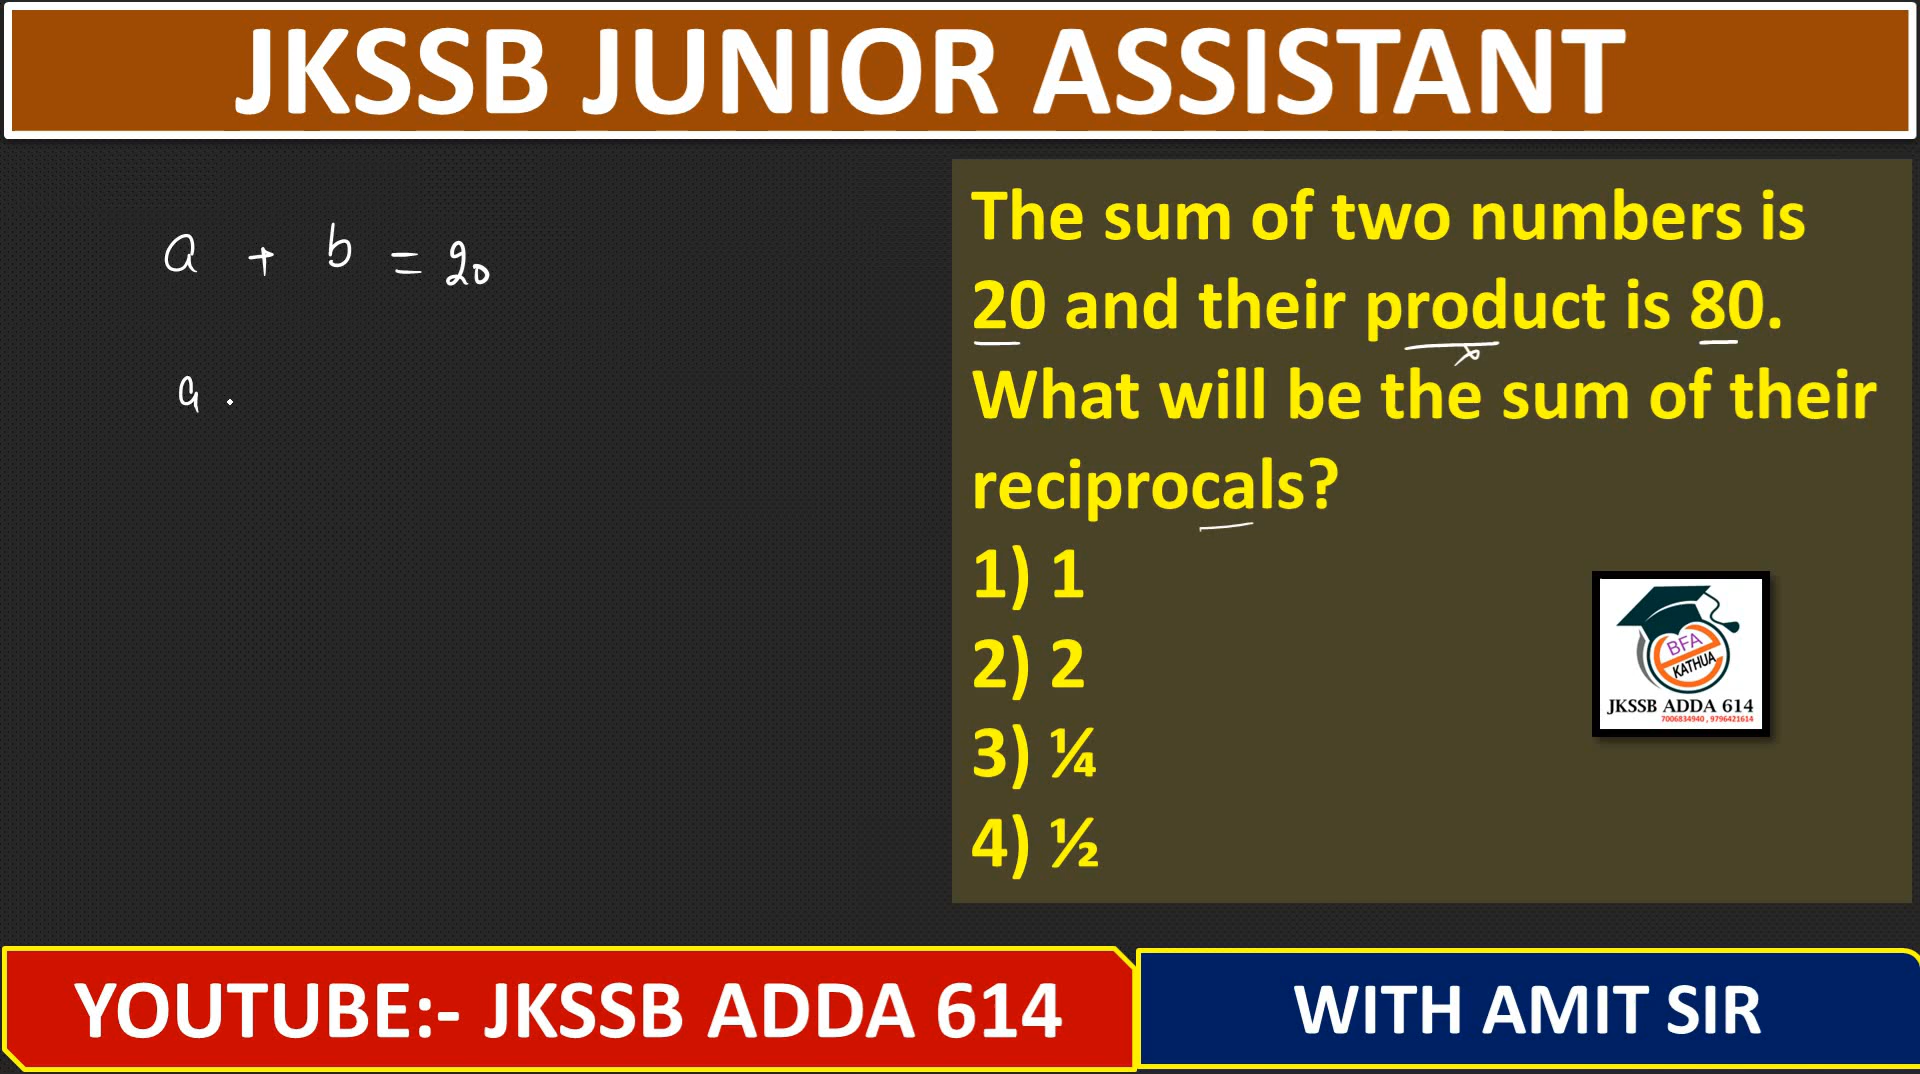 JKSSB JUNIOR ASSISTANT
a + b = 20
a .
The sum of two numbers is
20 and their product is 80.
What will be the sum of their
reciprocals?
1) 1
2) 2
3) ¼
4) ½
BFA
KATHUA
JKSSB ADDA 614
7006834940 , 9796421614
YOUTUBE:- JKSSB ADDA 614
WITH AMIT SIR